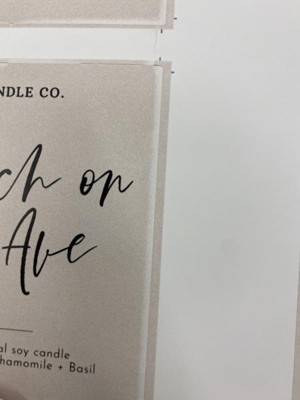 NDLE CO.
ch on
Ave
al soy candle
hamomile + Basil